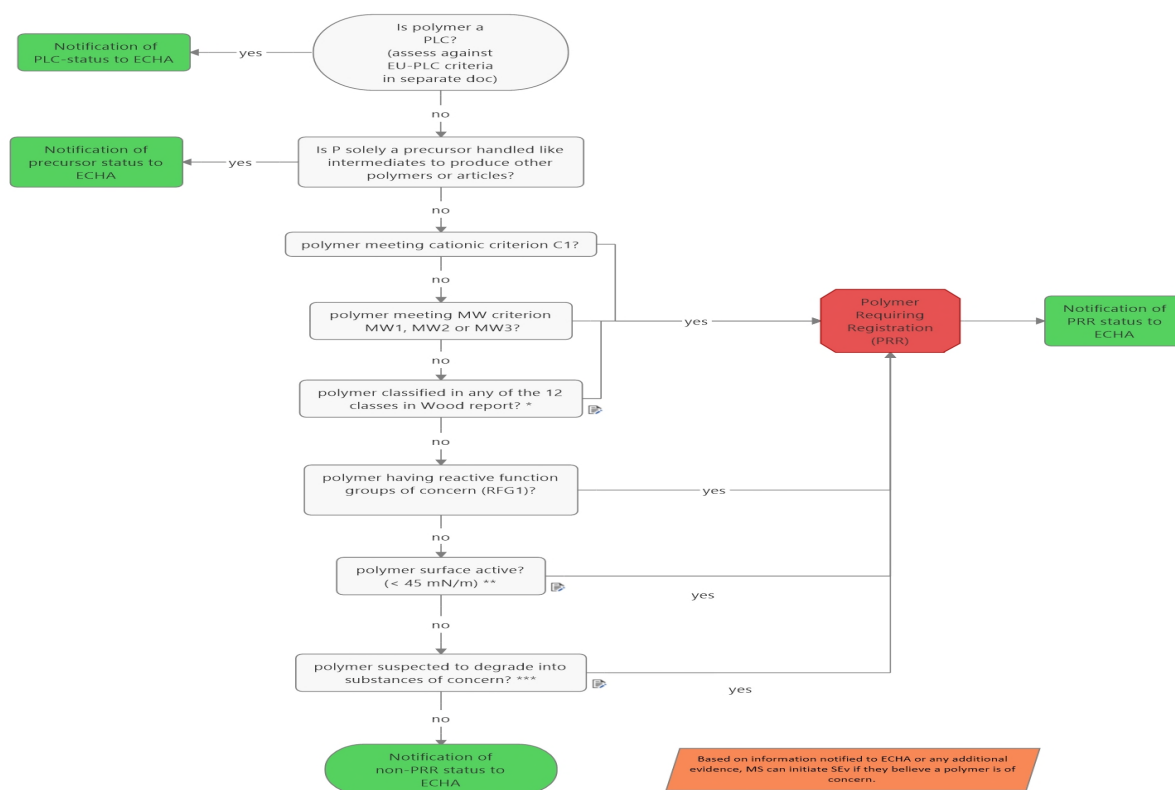 Is polymer a
PLC?
(assess against
EU-PLC criteria
in separate doc)
yes
Notification of
PLC-status to ECHA
no
Is P solely a precursor handled like
intermediates to produce other
polymers or articles?
yes
Notification of
precursor status to
ECHA
no
polymer meeting cationic criterion C1?
no
polymer meeting MW criterion
MW1, MW2 or MW3?
yes
Polymer
Requiring
Registration
(PRR)
Notification of
PRR status to
ECHA
no
polymer classified in any of the 12
classes in Wood report? *
no
polymer having reactive function
groups of concern (RFG1)?
yes
no
polymer surface active?
(< 45 mN/m) **
yes
no
polymer suspected to degrade into
substances of concern? ***
yes
no
Notification of
non-PRR status to
ECHA
Based on information notified to ECHA or any additional
evidence, MS can initiate SEv if they believe a polymer is of
concern.